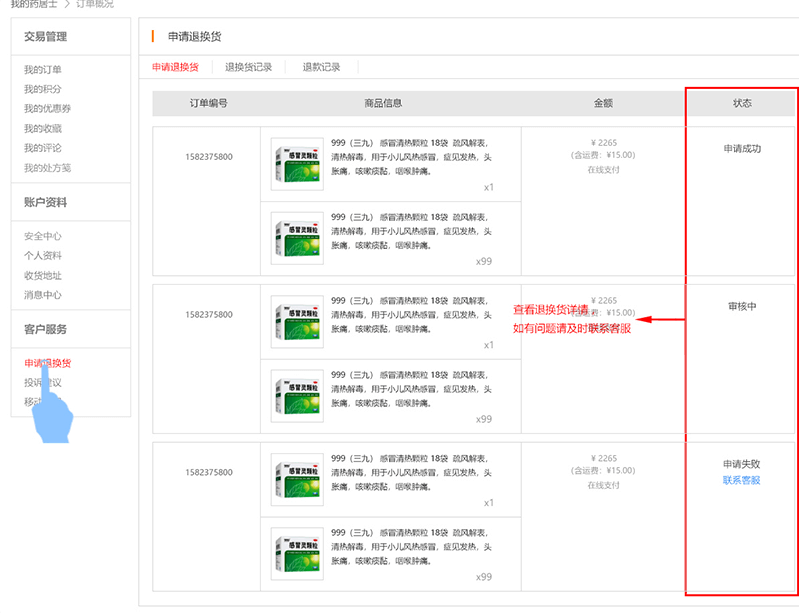 我的药居士 > 订单概况
交易管理
我的订单
我的积分
我的优惠券
我的收藏
我的评论
我的处方笺
账户资料
安全中心
个人资料
收货地址
消息中心
客户服务
申请退换货
投诉建议
申请退换货
申请退换货 退换货记录 退款记录
订单编号 商品信息 金额 状态
1582375800
感冒灵颗粒
999（三九） 感冒清热颗粒 18袋 疏风解表，
清热解毒，用于小儿风热感冒，症见发热，头
胀痛，咳嗽痰黏，咽喉肿痛。
x1
¥ 2265
(含运费：¥15.00)
在线支付
申请成功
感冒灵颗粒
999（三九） 感冒清热颗粒 18袋 疏风解表，
清热解毒，用于小儿风热感冒，症见发热，头
胀痛，咳嗽痰黏，咽喉肿痛。
x99
1582375800
感冒灵颗粒
999（三九） 感冒清热颗粒 18袋 疏风解表，
清热解毒，用于小儿风热感冒，症见发热，头
胀痛，咳嗽痰黏，咽喉肿痛。
x1
¥ 2265
(含运费：¥15.00)
查看退换货详情
如有问题请及时联系客服
审核中
感冒灵颗粒
999（三九） 感冒清热颗粒 18袋 疏风解表，
清热解毒，用于小儿风热感冒，症见发热，头
胀痛，咳嗽痰黏，咽喉肿痛。
x99
1582375800
感冒灵颗粒
999（三九） 感冒清热颗粒 18袋 疏风解表，
清热解毒，用于小儿风热感冒，症见发热，头
胀痛，咳嗽痰黏，咽喉肿痛。
x1
¥ 2265
(含运费：¥15.00)
在线支付
申请失败
联系客服
感冒灵颗粒
999（三九） 感冒清热颗粒 18袋 疏风解表，
清热解毒，用于小儿风热感冒，症见发热，头
胀痛，咳嗽痰黏，咽喉肿痛。
x99